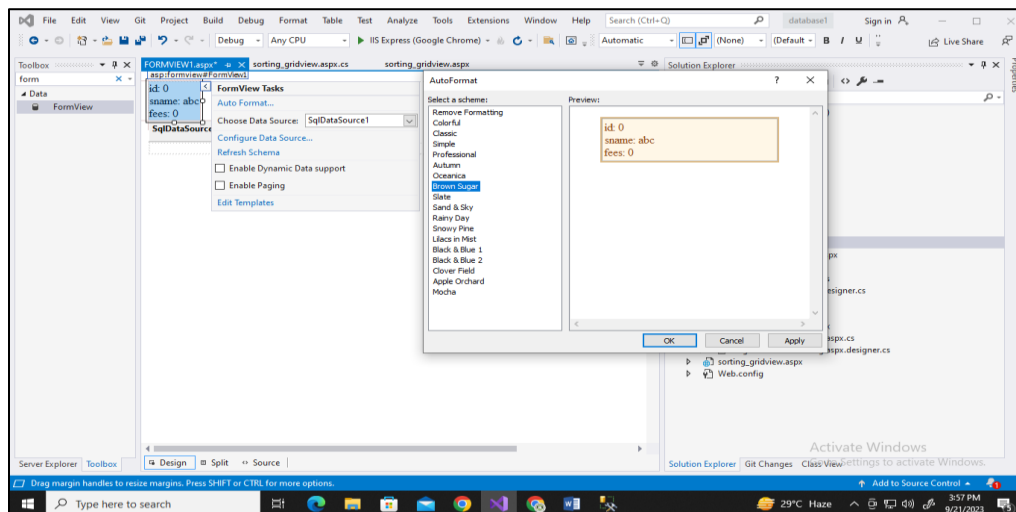 File Edit View Git Project Build Debug Format Table Test Analyze Tools Extensions Window Help Search (Ctrl+Q) database1 Sign in
Debug Any CPU IIS Express (Google Chrome) Automatic (None) (Default B I U Live Share
Toolbox
form
Data
FormView
FORMVIEW1.aspx* sorting_gridview.aspx.cs sorting_gridview.aspx
asp:formview#FormView1
id: 0
sname: abc
fees: 0
SqlDataSource
FormView Tasks
Auto Format...
Choose Data Source: SqlDataSource1
Configure Data Source...
Refresh Schema
Enable Dynamic Data support
Enable Paging
Edit Templates
AutoFormat ? X
Select a scheme:
Remove Formatting
Colorful
Classic
Simple
Professional
Autumn
Oceanica
Brown Sugar
Slate
Sand & Sky
Rainy Day
Snowy Pine
Lilacs in Mist
Black & Blue 1
Black & Blue 2
Clover Field
Apple Orchard
Mocha
Preview:
id: 0
sname: abc
fees: 0
OK Cancel Apply
Solution Explorer
Properties
px
esigner.cs
aspx.cs
aspx.designer.cs
sorting_gridview.aspx
Web.config
Activate Windows
Settings to activate Windows.
Server Explorer Toolbox
Design Split Source
Solution Explorer Git Changes Class View
Drag margin handles to resize margins. Press SHIFT or CTRL for more options.
Add to Source Control
1
Type here to search
29°C Haze
3:57 PM
9/21/2023
5